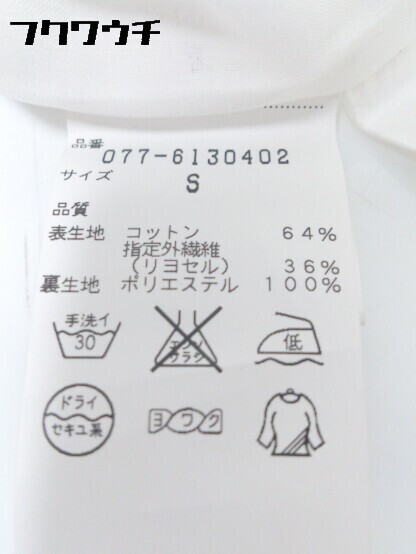 フクワウチ
品番
077-6130402
サイズ
S
品質
表生地 コットン 64%
指定外繊維
(リヨセル) 36%
裏生地 ポリエステル 100%
手洗イ
30
エンソ
サラシ
低
ドライ
セキユ系
ヨワク